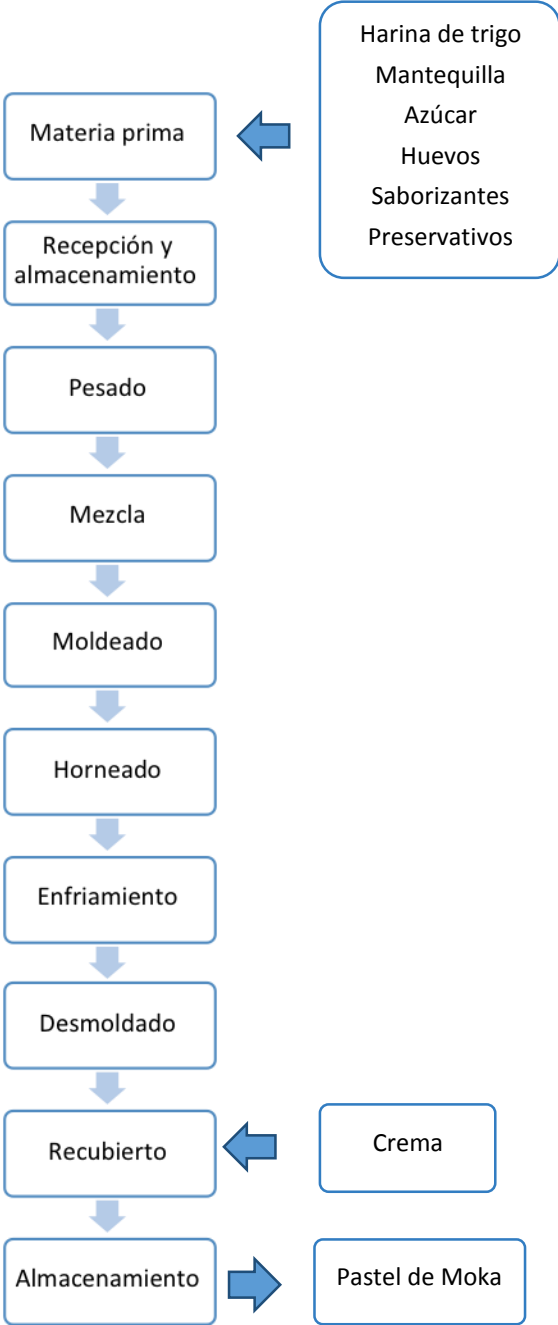 Harina de trigo
Mantequilla
Azúcar
Huevos
Saborizantes
Preservativos
Materia prima
Recepción y
almacenamiento
Pesado
Mezcla
Moldeado
Horneado
Enfriamiento
Desmoldado
Recubierto
Crema
Almacenamiento
Pastel de Moka